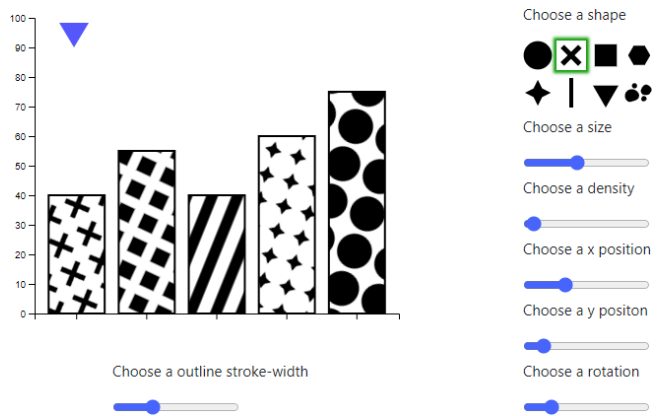 100
90
80
70
60
50
40
30
20
10
0
Choose a outline stroke-width
Choose a shape
Choose a size
Choose a density
Choose a x position
Choose a y positon
Choose a rotation